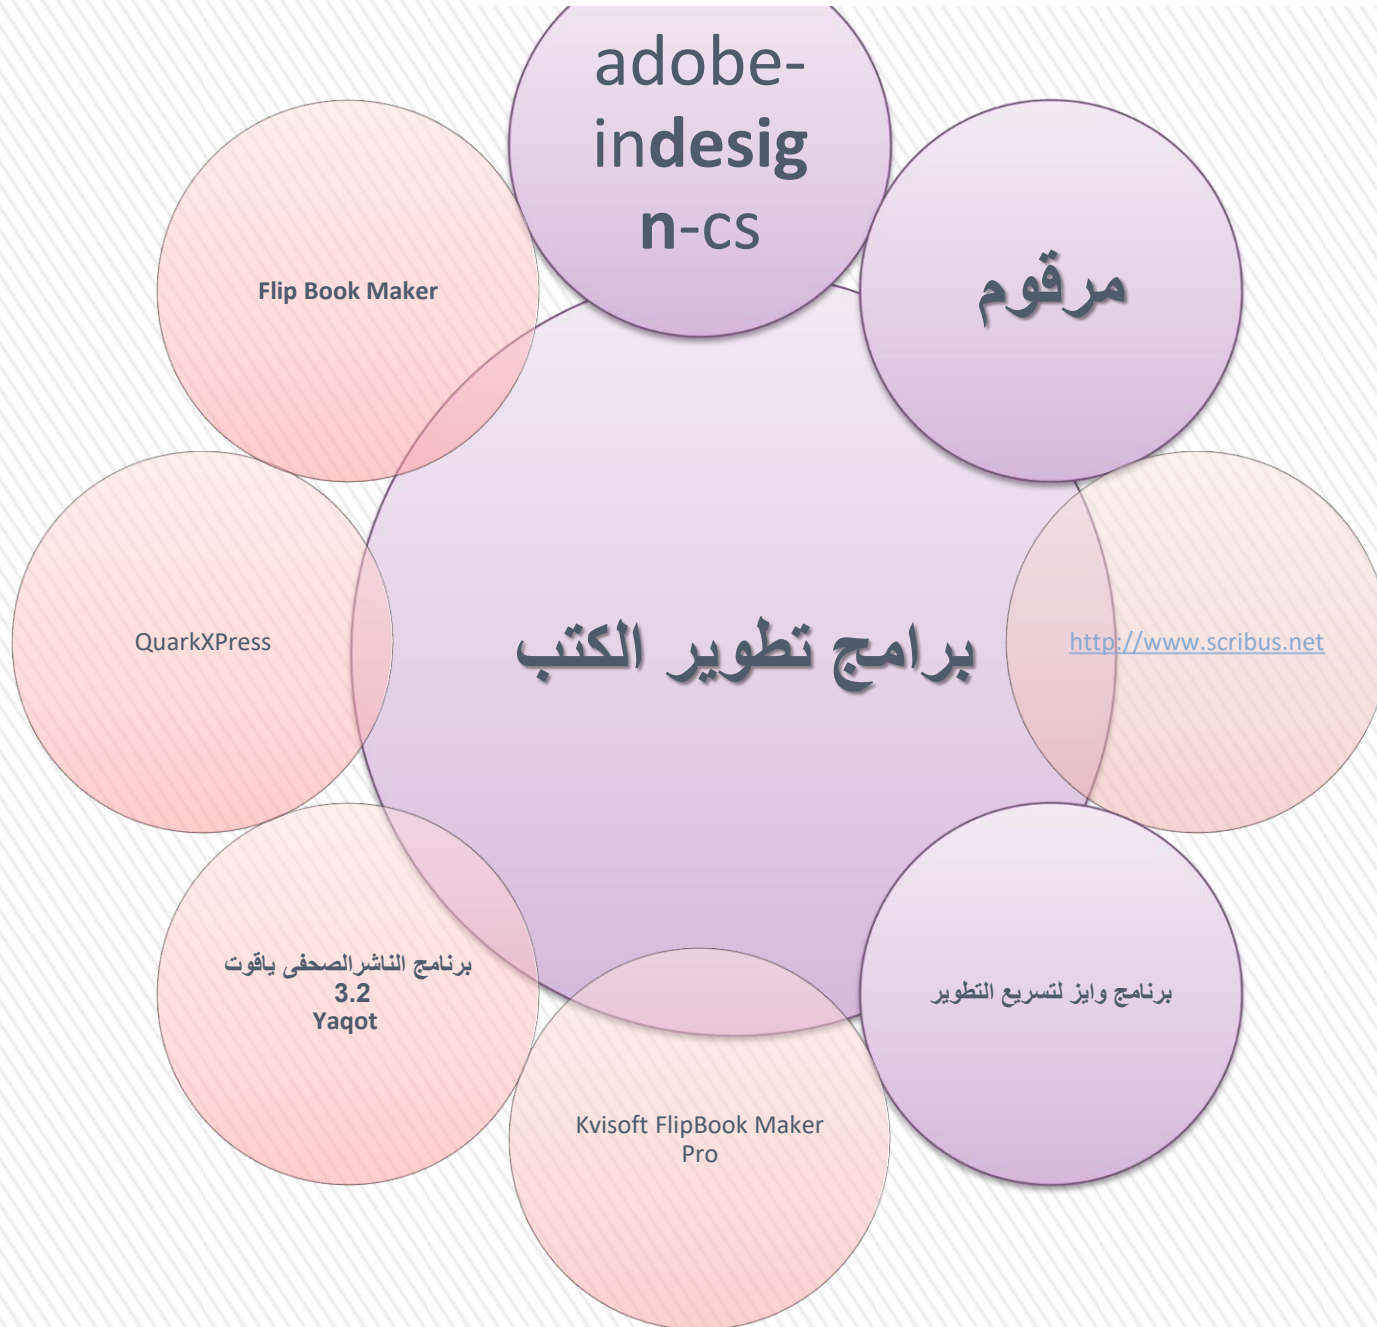 adobe-
indesig
n-cs
مرقوم
http://www.scribus.net
برنامج وايز لتسريع التطوير
Kvisoft FlipBook Maker
Pro
برنامج الناشرالصحفى ياقوت
3.2
Yaqot
QuarkXPress
Flip Book Maker
برامج تطوير الكتب